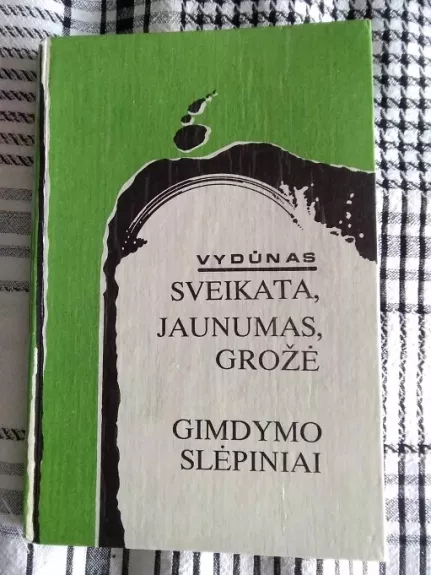 VYDŪNAS
SVEIKATA,
JAUNUMAS,
GROŽĖ
GIMDYMO
SLĖPINIAI